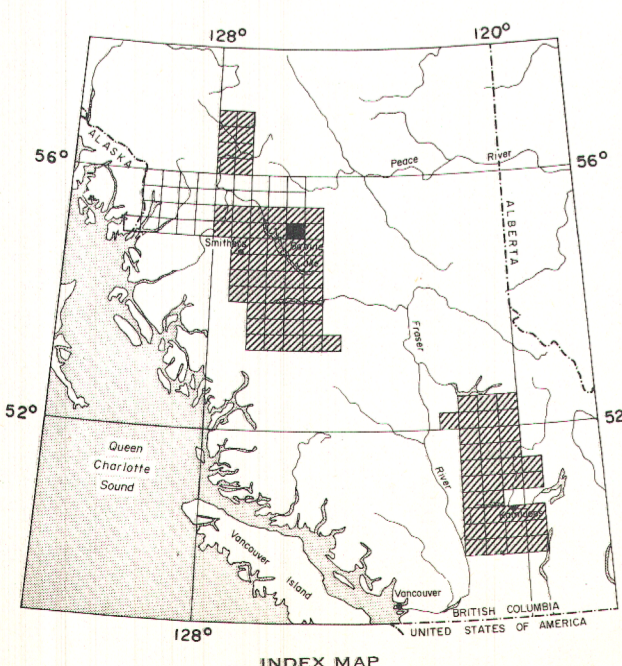 128°
120°
ALASKA
56°
Peace
River
56°
ALBERTA
Smithers
Fraser
52°
52
Queen
Charlotte
Sound
River
Kamloops
Vancouver
Island
Vancouver
BRITISH COLUMBIA
UNITED STATES OF AMERICA
128°
INDEX MAP